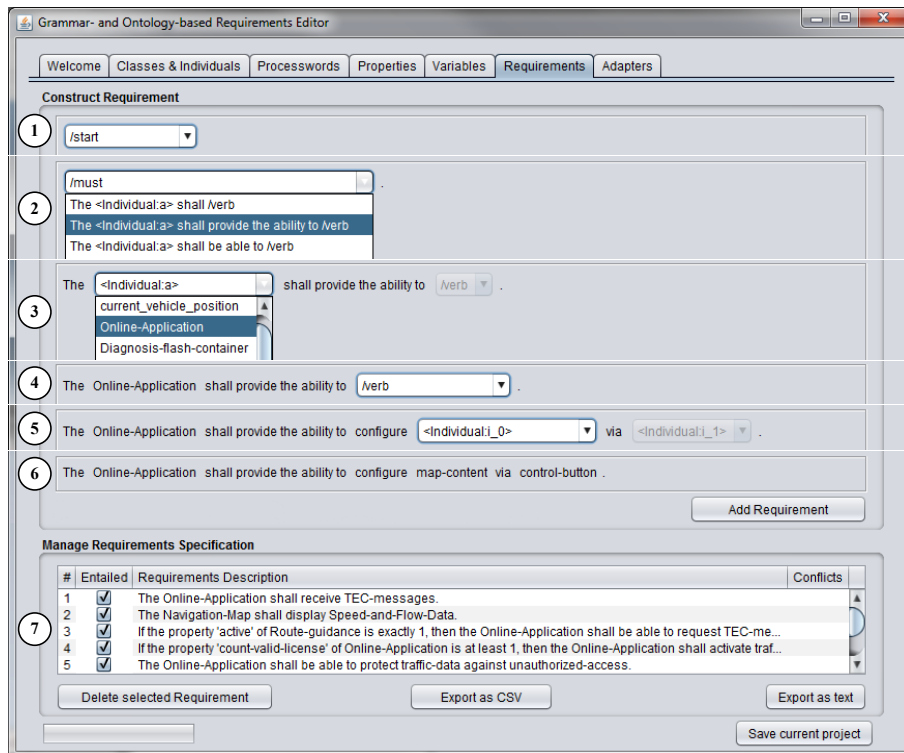 Grammar- and Ontology-based Requirements Editor
Welcome Classes & Individuals Processwords Properties Variables Requirements Adapters
Construct Requirement
1 /start
/must .
2 The <Individual:a> shall /verb
The <Individual:a> shall provide the ability to /verb
The <Individual:a> shall be able to /verb
The <Individual:a> shall provide the ability to /verb .
3 current_vehicle_position
Online-Application
Diagnosis-flash-container
4 The Online-Application shall provide the ability to /verb .
5 The Online-Application shall provide the ability to configure <Individual:i_0> via <Individual:i_1> .
6 The Online-Application shall provide the ability to configure map-content via control-button .
Add Requirement
Manage Requirements Specification
# Entailed Requirements Description Conflicts
1 The Online-Application shall receive TEC-messages.
2 The Navigation-Map shall display Speed-and-Flow-Data.
7 3 If the property 'active' of Route-guidance is exactly 1, then the Online-Application shall be able to request TEC-me...
4 If the property 'count-valid-license' of Online-Application is at least 1, then the Online-Application shall activate traf...
5 The Online-Application shall be able to protect traffic-data against unauthorized-access.
Delete selected Requirement Export as CSV Export as text
Save current project